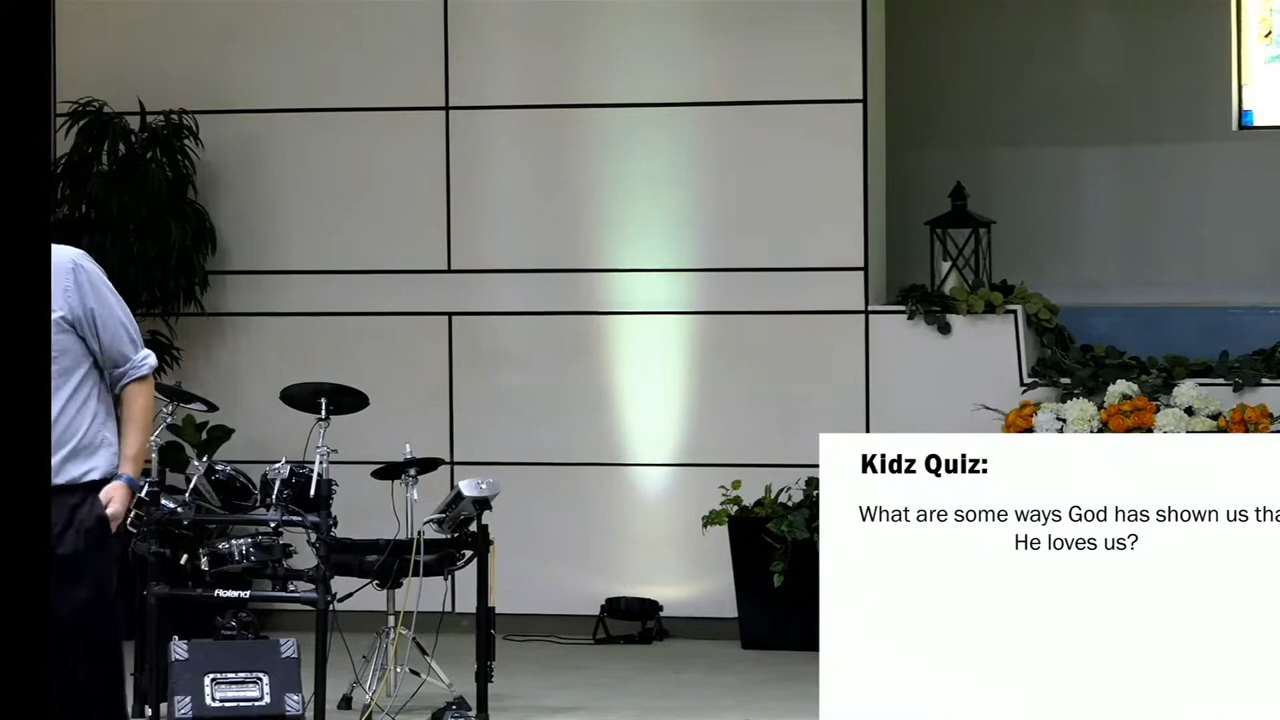 Kidz Quiz:
What are some ways God has shown us tha
He loves us?
Roland